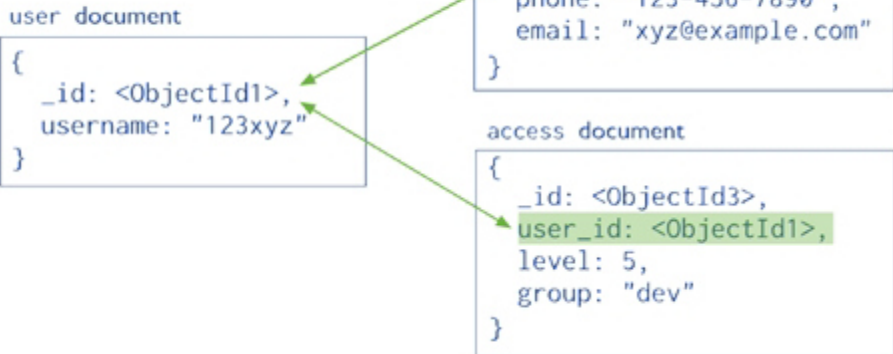 user document
{
_id: <ObjectId1>,
username: "123xyz"
}
phone: "123-456-7890",
email: "xyz@example.com"
}
access document
{
_id: <ObjectId3>,
user_id: <ObjectId1>,
level: 5,
group: "dev"
}